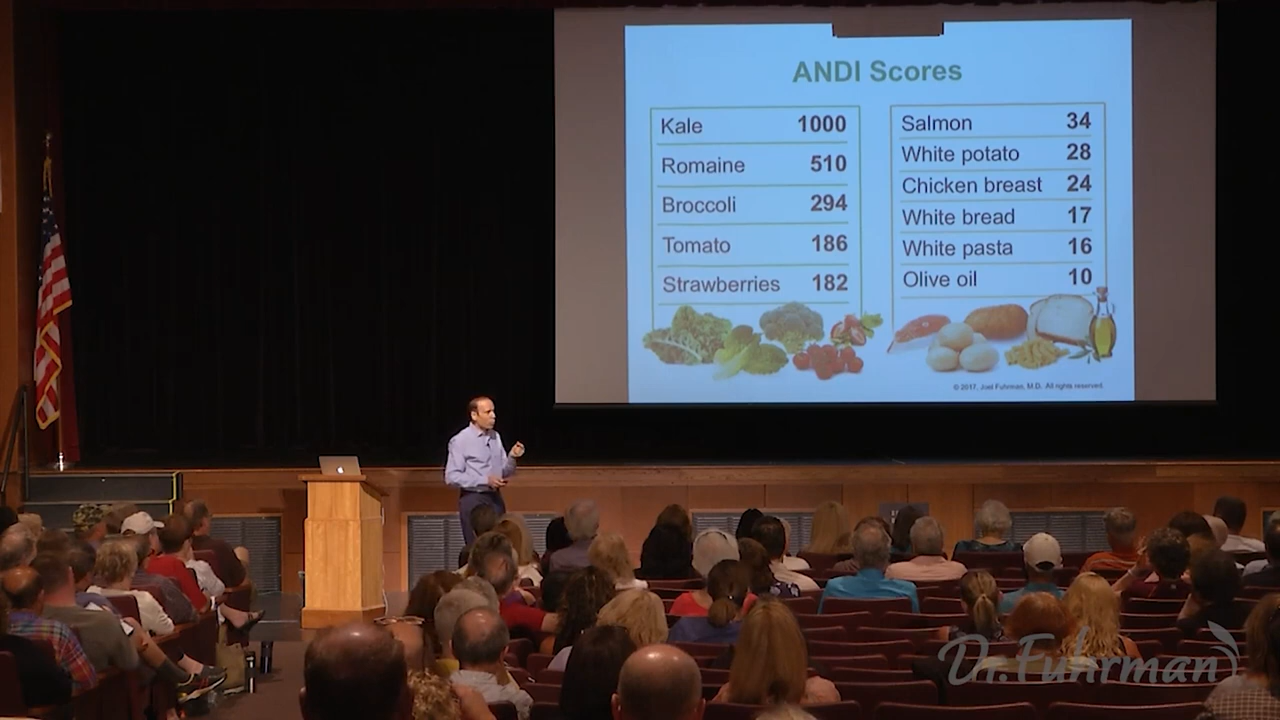 ANDI Scores
Kale 1000
Romaine 510
Broccoli 294
Tomato 186
Strawberries 182
Salmon 34
White potato 28
Chicken breast 24
White bread 17
White pasta 16
Olive oil 10
© 2017, Joel Fuhrman, M.D. All rights reserved.
Dr. Fuhrman